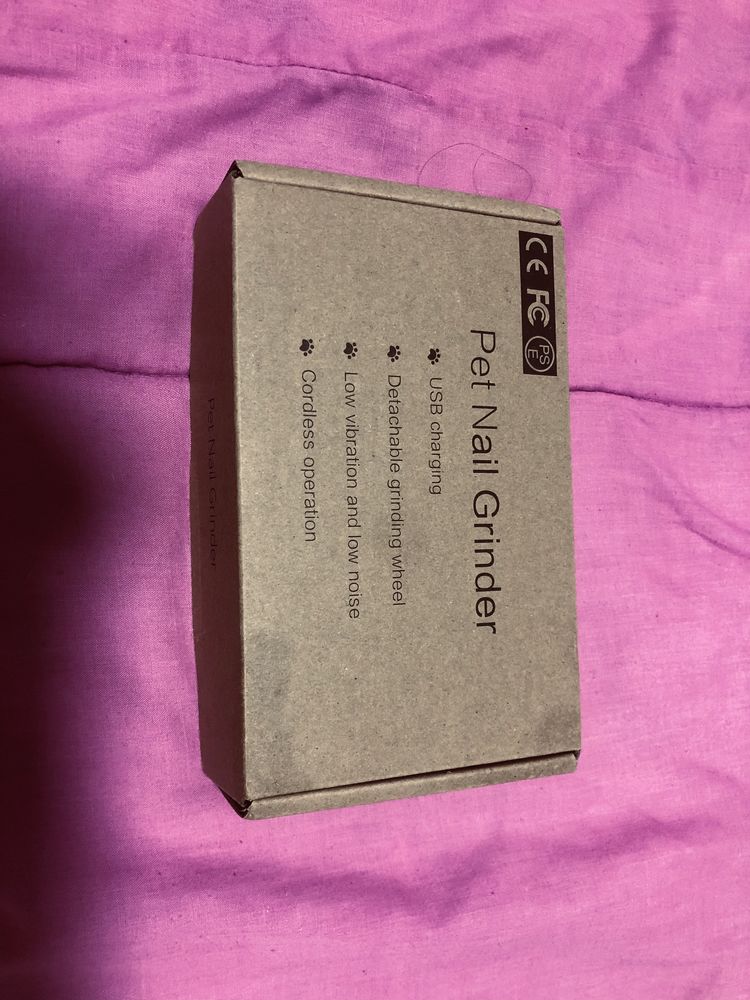 CE FC PSE
Pet Nail Grinder
USB charging
Detachable grinding wheel
Low vibration and low noise
Cordless operation
Pet Nail Grinder